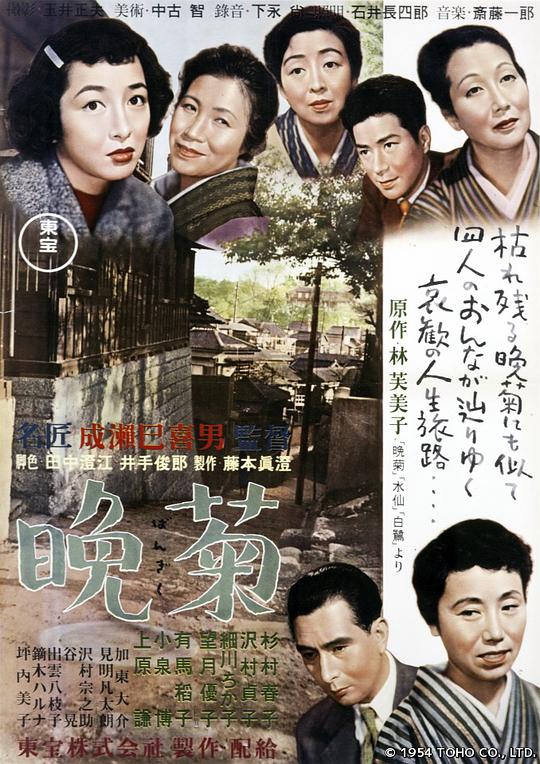 撮影・玉井正夫 美術・中古 智 錄音・下永 尚 照明・石井長四郎 音楽・斎藤一郎
東宝
枯れ残る晩菊にも似て
四人のおんなが辿りゆく
哀歓の人生旅路....
原作・林 芙美子
「晩菊」「水仙」「白鷺」より
名匠 成瀬巳喜男 監督
脚色・田中澄江 井手俊郎 製作・藤本眞澄
晩菊
ばんぎく
杉村春子
沢村貞子
細川ちか子
望月優子
有馬稲子
小泉 博
上原 謙
加東大介
見明凡太朗
沢村宗之助
谷 晃
出雲八枝子
鏑木ハルナ
坪内美子
東宝株式会社 製作・配給
© 1954 TOHO CO., LTD.